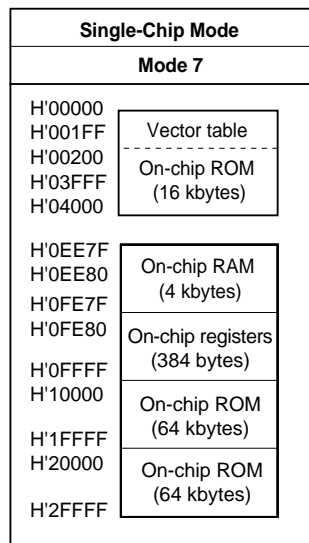 Single-Chip Mode
Mode 7
H'00000
H'001FF
Vector table
H'00200
On-chip ROM
H'03FFF
(16 kbytes)
H'04000
H'0EE7F
On-chip RAM
H'0EE80
(4 kbytes)
H'0FE7F
H'0FE80
On-chip registers
(384 bytes)
H'0FFFF
H'10000
On-chip ROM
(64 kbytes)
H'1FFFF
H'20000
On-chip ROM
(64 kbytes)
H'2FFFF